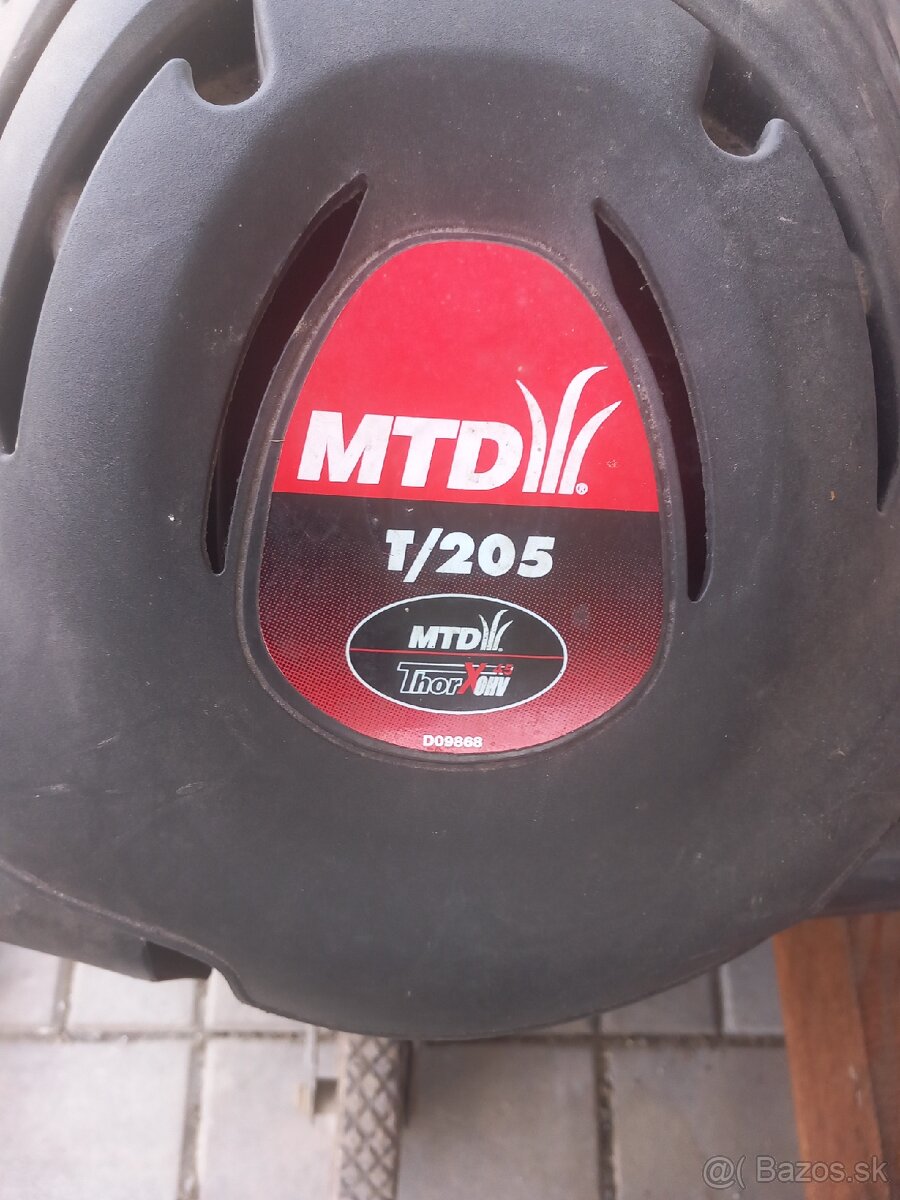 MTD®
T/205
MTD
ThorX OHV
D09868
@( Bazos.sk